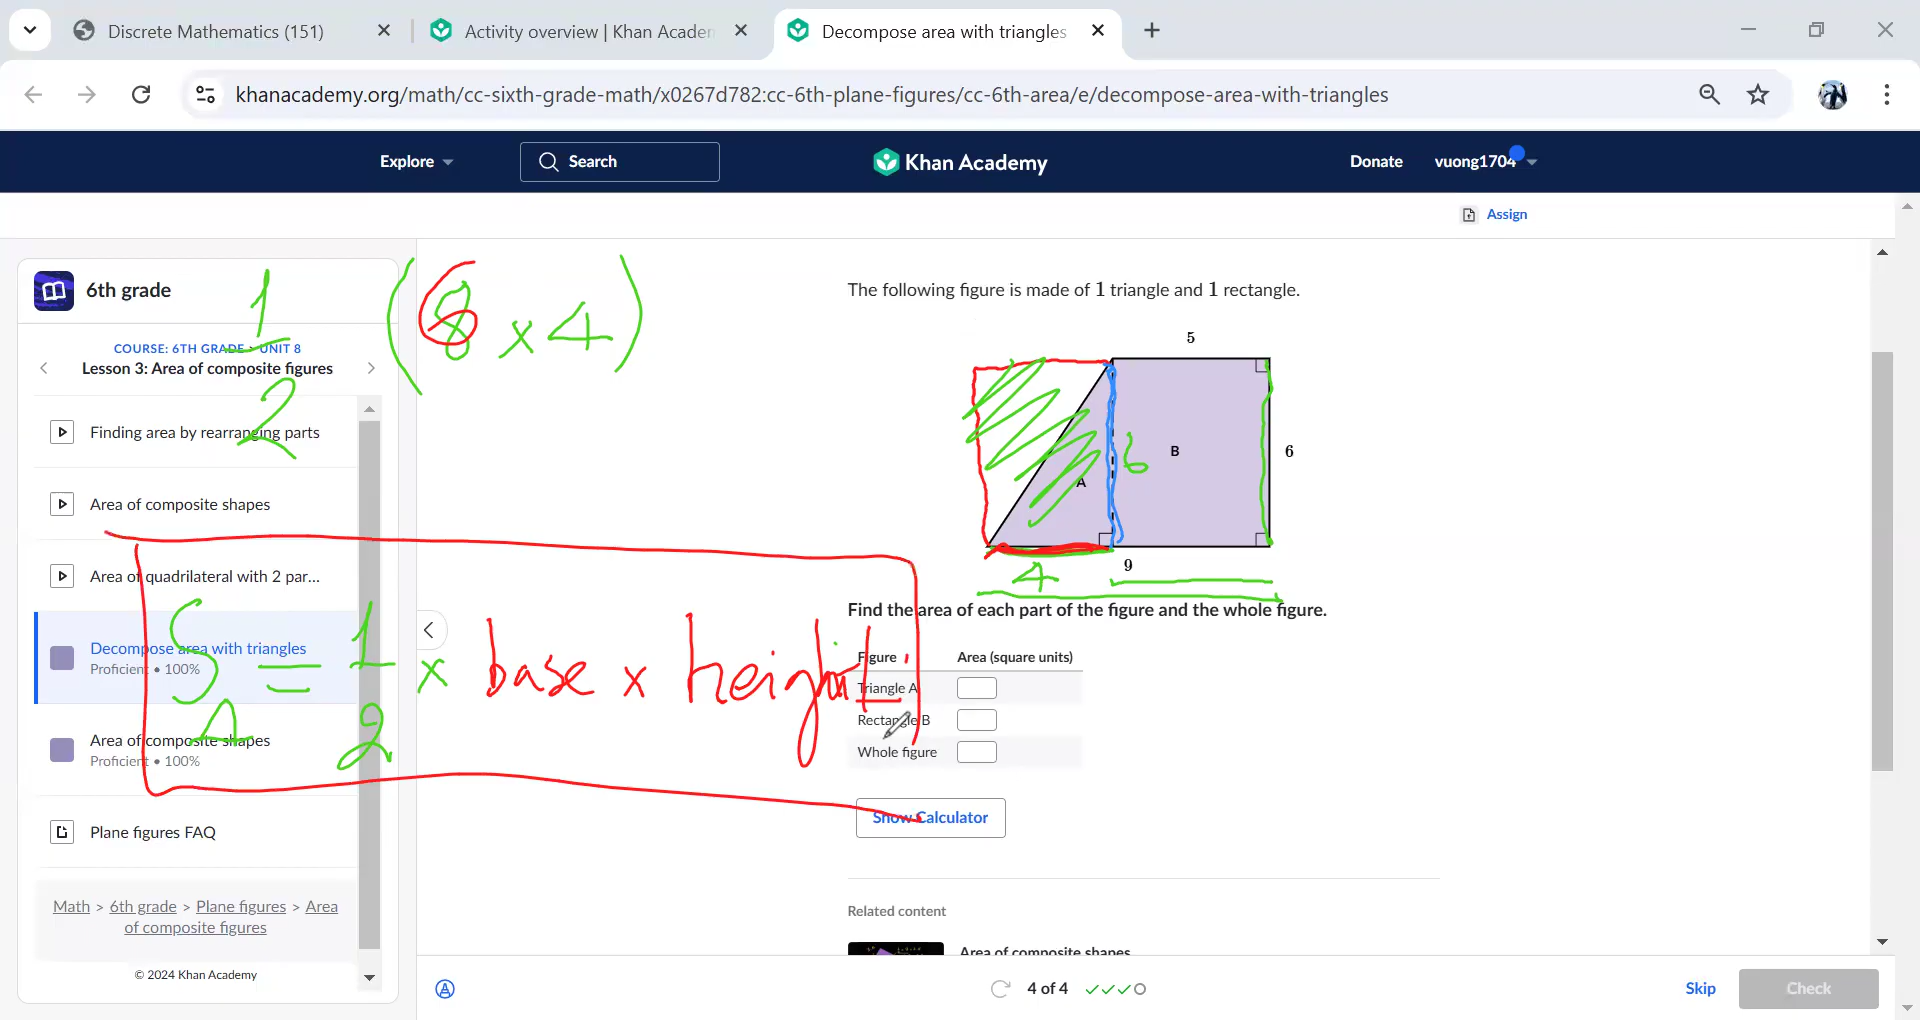 Discrete Mathematics (151)
Activity overview | Khan Acader
Decompose area with triangles
khanacademy.org/math/cc-sixth-grade-math/x0267d782:cc-6th-plane-figures/cc-6th-area/e/decompose-area-with-triangles
Explore
Search
Khan Academy
Donate
vuong1704
Assign
6th grade
COURSE: 6TH GRADE > UNIT 8
Lesson 3: Area of composite figures
Finding area by rearranging parts
Area of composite shapes
Area of quadrilateral with 2 par...
Decompose area with triangles
Proficient • 100%
Area of composite shapes
Proficient • 100%
Plane figures FAQ
Math > 6th grade > Plane figures > Area
of composite figures
© 2024 Khan Academy
1
2
x 4)
S = 1
2
x base x height
The following figure is made of 1 triangle and 1 rectangle.
5
6
B
6
A
4
9
Find the area of each part of the figure and the whole figure.
Figure Area (square units)
Triangle A
Rectangle B
Whole figure
Show Calculator
Related content
Area of composite shapes
4 of 4
Skip
Check